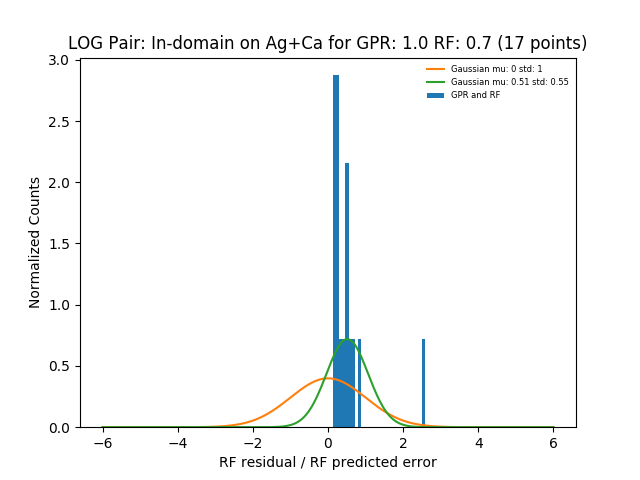 LOG Pair: In-domain on Ag+Ca for GPR: 1.0 RF: 0.7 (17 points)
Gaussian mu: 0 std: 1
Gaussian mu: 0.51 std: 0.55
GPR and RF
Normalized Counts
3.0
2.5
2.0
1.5
1.0
0.5
0.0
−6 −4 −2 0 2 4 6
RF residual / RF predicted error